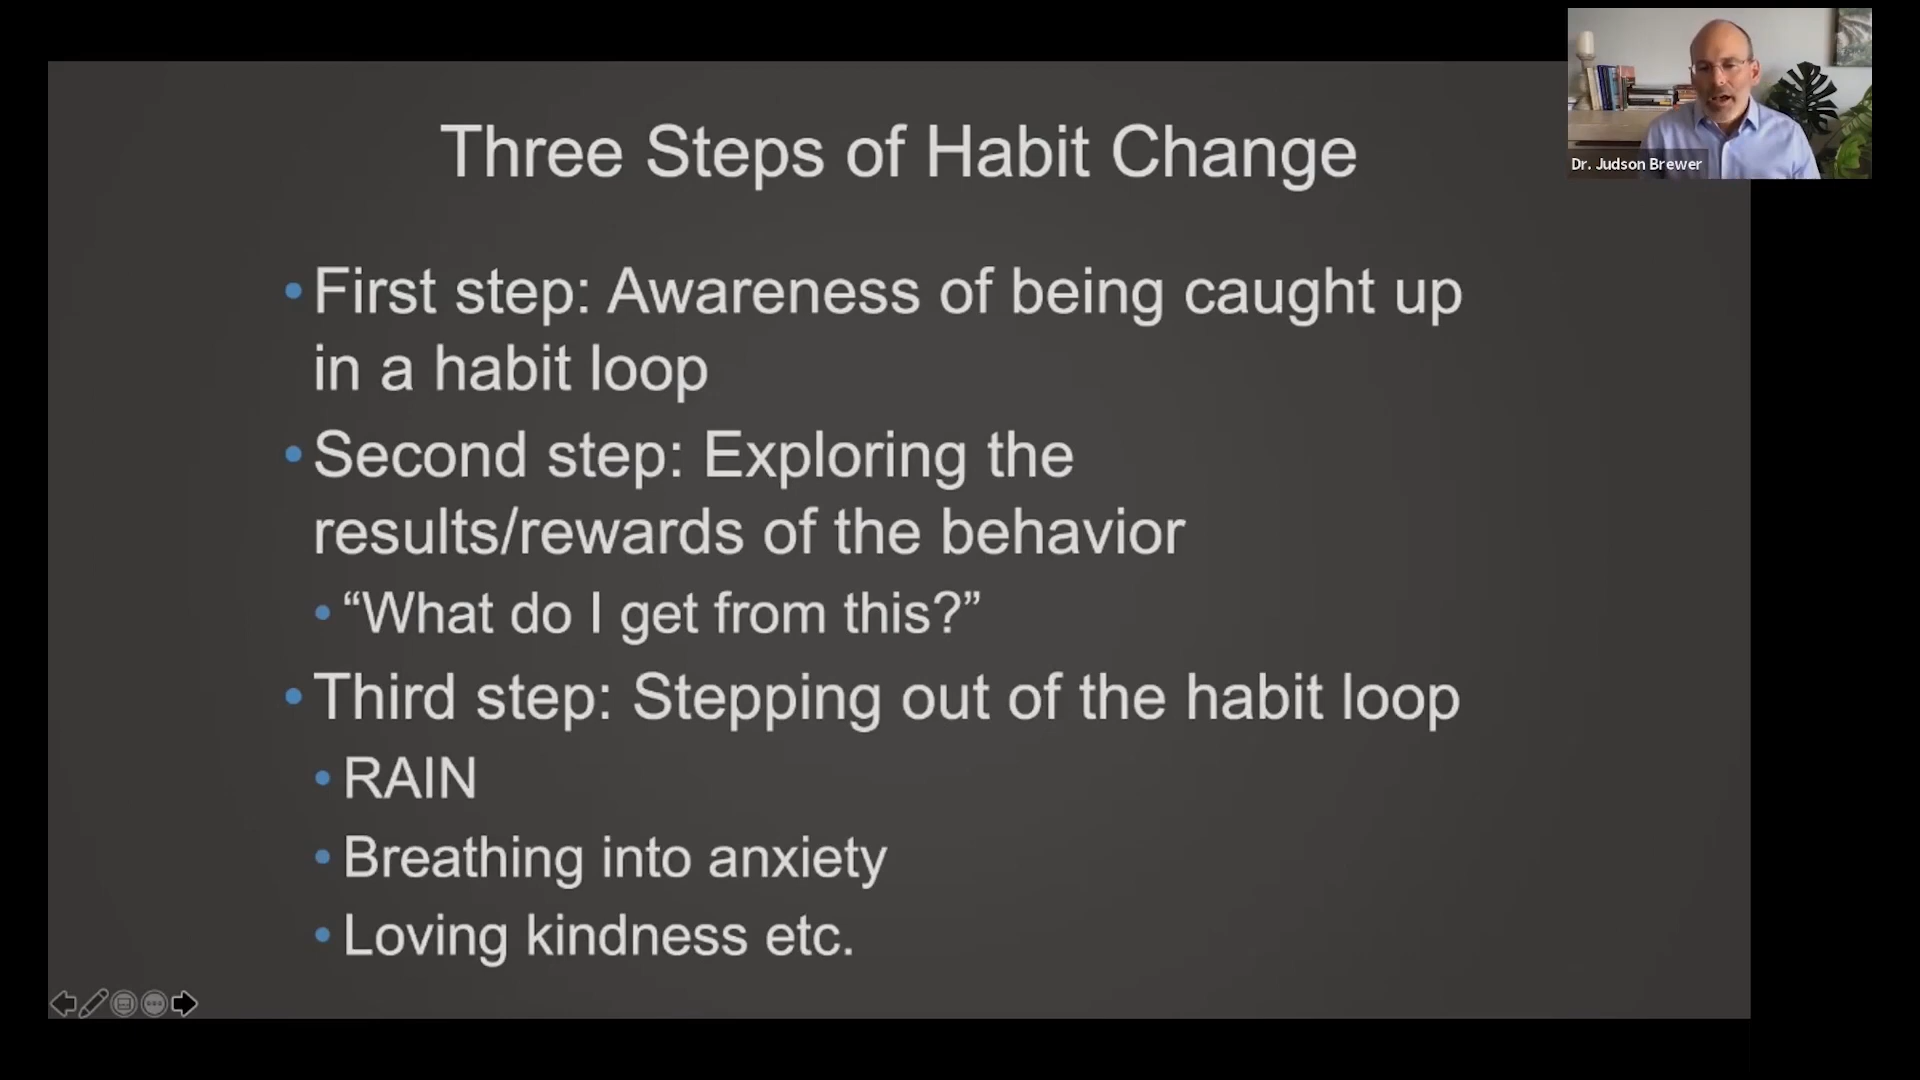 Three Steps of Habit Change
• First step: Awareness of being caught up
in a habit loop
• Second step: Exploring the
results/rewards of the behavior
• “What do I get from this?”
• Third step: Stepping out of the habit loop
• RAIN
• Breathing into anxiety
• Loving kindness etc.
Dr. Judson Brewer